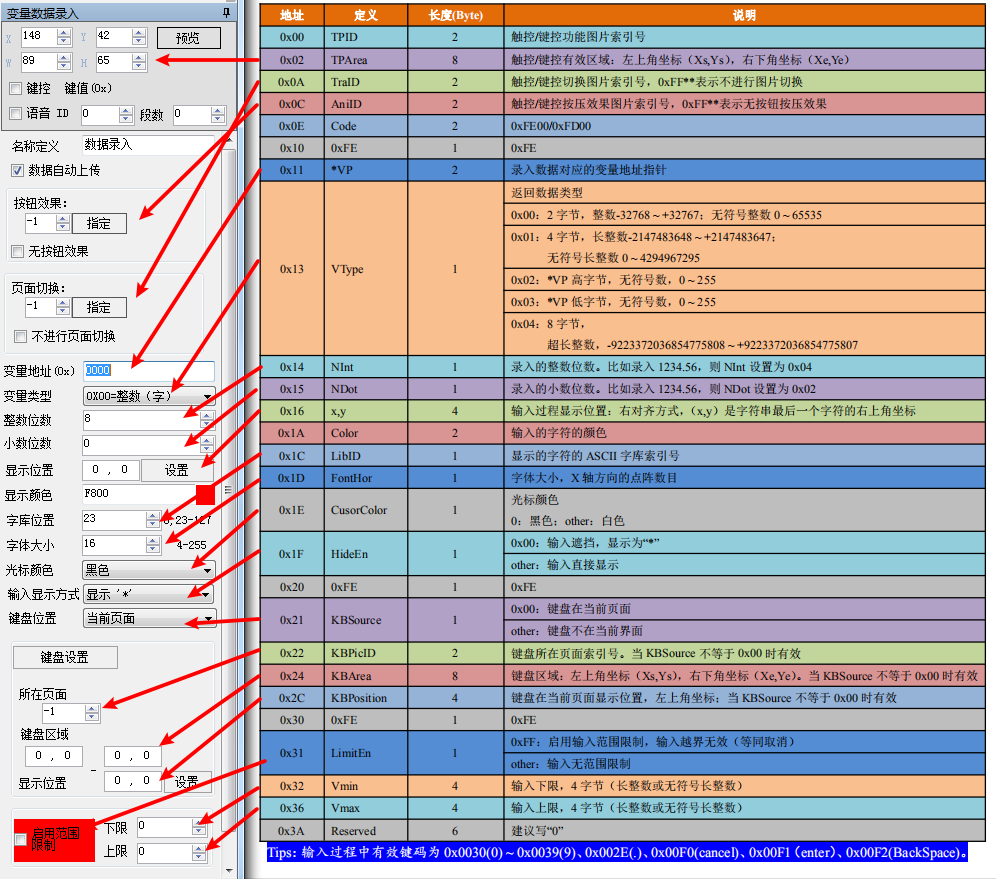 变量数据录入
X 148 Y 42 预览
W 89 H 65
键控 键值(0x)
语音 ID 0 段数 0
名称定义 数据录入
数据自动上传
按钮效果:
-1 指定
无按钮效果
页面切换:
-1 指定
不进行页面切换
变量地址(0x) 0000
变量类型 0X00=整数（字）
整数位数 8
小数位数 0
显示位置 0 , 0 设置
显示颜色 F800
字库位置 23
字体大小 16 4-255
光标颜色 黑色
输入显示方式 显示 '*'
键盘位置 当前页面
键盘设置
所在页面
-1
键盘区域
0 , 0 0 , 0
-
显示位置 0 , 0 设置
启用范围
限制
下限 0
上限 0
地址 定义 长度(Byte) 说明
0x00 TPID 2 触控/键控功能图片索引号
0x02 TPArea 8 触控/键控有效区域：左上角坐标（Xs,Ys），右下角坐标（Xe,Ye）
0x0A TraID 2 触控/键控切换图片索引号，0xFF**表示不进行图片切换
0x0C AniID 2 触控/键控按压效果图片索引号，0xFF**表示无按钮按压效果
0x0E Code 2 0xFE00/0xFD00
0x10 0xFE 1 0xFE
0x11 *VP 2 录入数据对应的变量地址指针
0x13 VType 1 返回数据类型
0x00：2 字节，整数-32768～+32767；无符号整数 0～65535
0x01：4 字节，长整数-2147483648～+2147483647；
无符号长整数 0～4294967295
0x02：*VP 高字节，无符号数，0～255
0x03：*VP 低字节，无符号数，0～255
0x04：8 字节，
超长整数，-9223372036854775808～+9223372036854775807
0x14 NInt 1 录入的整数位数。比如录入 1234.56，则 NInt 设置为 0x04
0x15 NDot 1 录入的小数位数。比如录入 1234.56，则 NDot 设置为 0x02
0x16 x,y 4 输入过程显示位置：右对齐方式，（x,y）是字符串最后一个字符的右上角坐标
0x1A Color 2 输入的字符的颜色
0x1C LibID 1 显示的字符的 ASCII 字库索引号
0x1D FontHor 1 字体大小，X 轴方向的点阵数目
0x1E CusorColor 1 光标颜色
0：黑色；other：白色
0x1F HideEn 1 0x00：输入遮挡，显示为“*”
other：输入直接显示
0x20 0xFE 1 0xFE
0x21 KBSource 1 0x00：键盘在当前页面
other：键盘不在当前界面
0x22 KBPicID 2 键盘所在页面索引号。当 KBSource 不等于 0x00 时有效
0x24 KBArea 8 键盘区域：左上角坐标（Xs,Ys），右下角坐标（Xe,Ye）。当 KBSource 不等于 0x00 时有效
0x2C KBPosition 4 键盘在当前页面显示位置，左上角坐标；当 KBSource 不等于 0x00 时有效
0x30 0xFE 1 0xFE
0x31 LimitEn 1 0xFF：启用输入范围限制，输入越界无效（等同取消）
other：输入无范围限制
0x32 Vmin 4 输入下限，4 字节（长整数或无符号长整数）
0x36 Vmax 4 输入上限，4 字节（长整数或无符号长整数）
0x3A Reserved 6 建议写“0”
Tips: 输入过程中有效键码为 0x0030(0)～0x0039(9)、0x002E(.)、0x00F0(cancel)、0x00F1（enter）、0x00F2(BackSpace)。